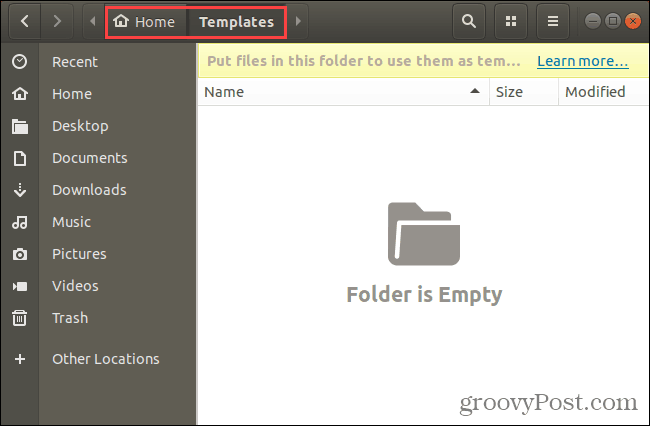 Home Templates
Put files in this folder to use them as tem... Learn more...
Name Size Modified
Recent
Home
Desktop
Documents
Downloads
Music
Pictures
Videos
Trash
Other Locations
Folder is Empty
groovyPost.com